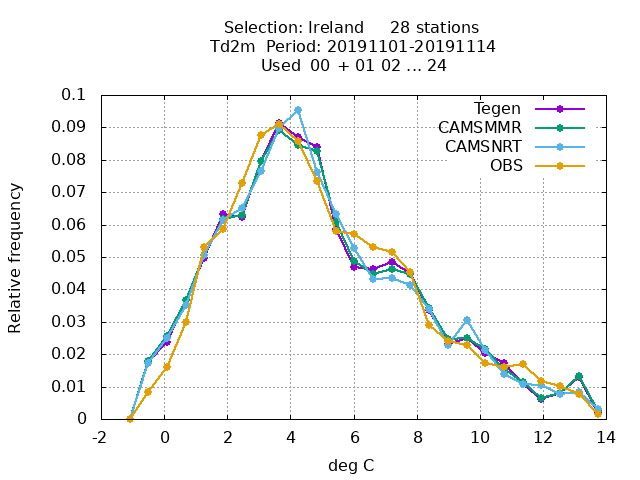 Selection: Ireland 28 stations
Td2m Period: 20191101-20191114
Used 00 + 01 02 ... 24
0.1
0.09
0.08
0.07
0.06
0.05
0.04
0.03
0.02
0.01
0
Relative frequency
Tegen
CAMSMMR
CAMSNRT
OBS
-2 0 2 4 6 8 10 12 14
deg C